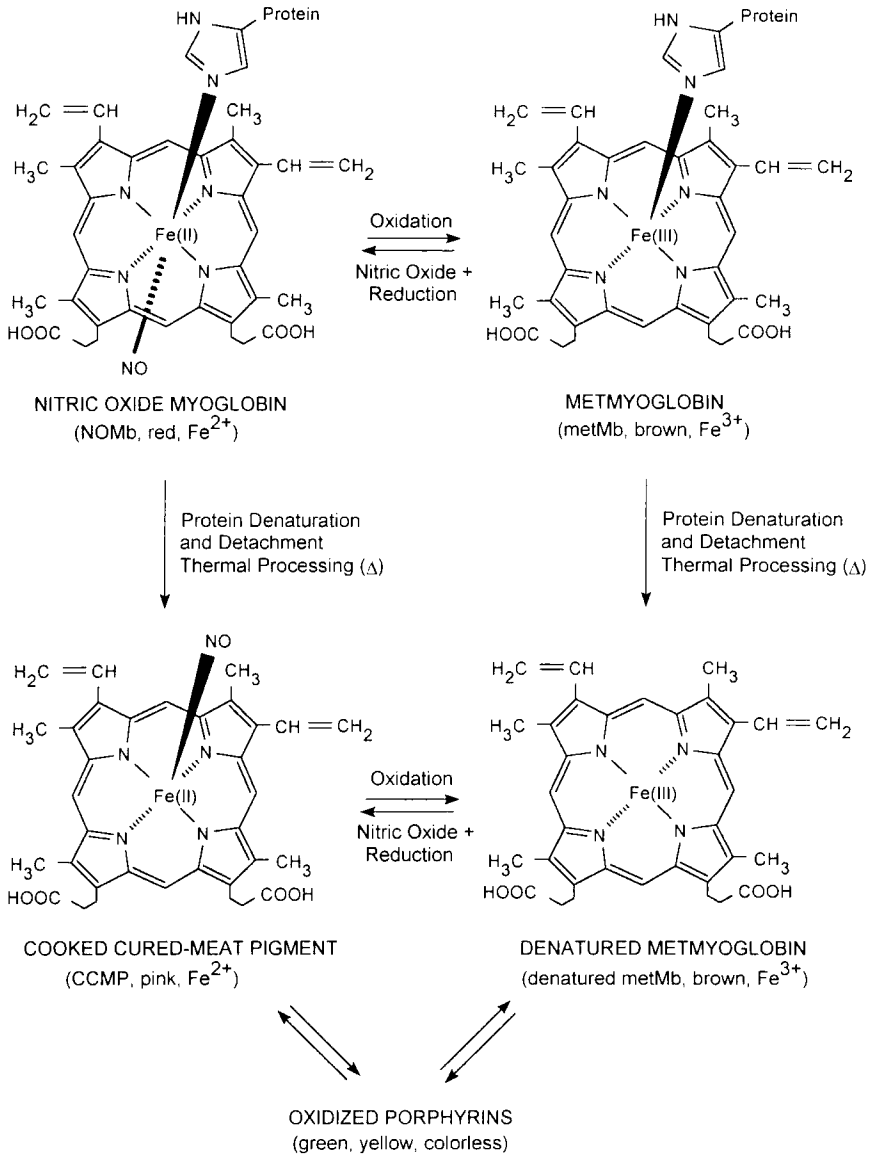 HN
Protein
N
H2C=CH
CH3
H3C
CH=CH2
N
N
Fe(II)
N
N
H3C
CH3
HOOC
COOH
NO
NITRIC OXIDE MYOGLOBIN
(NOMb, red, Fe2+)
Oxidation
Nitric Oxide +
Reduction
HN
Protein
N
H2C=CH
CH3
H3C
CH=CH2
N
N
Fe(III)
N
N
H3C
CH3
HOOC
COOH
METMYOGLOBIN
(metMb, brown, Fe3+)
Protein Denaturation
and Detachment
Thermal Processing (Δ)
Protein Denaturation
and Detachment
Thermal Processing (Δ)
NO
H2C=CH
CH3
H3C
CH=CH2
N
N
Fe(II)
N
N
H3C
CH3
HOOC
COOH
COOKED CURED-MEAT PIGMENT
(CCMP, pink, Fe2+)
Oxidation
Nitric Oxide +
Reduction
H2C=CH
CH3
H3C
CH=CH2
N
N
Fe(III)
N
N
H3C
CH3
HOOC
COOH
DENATURED METMYOGLOBIN
(denatured metMb, brown, Fe3+)
OXIDIZED PORPHYRINS
(green, yellow, colorless)